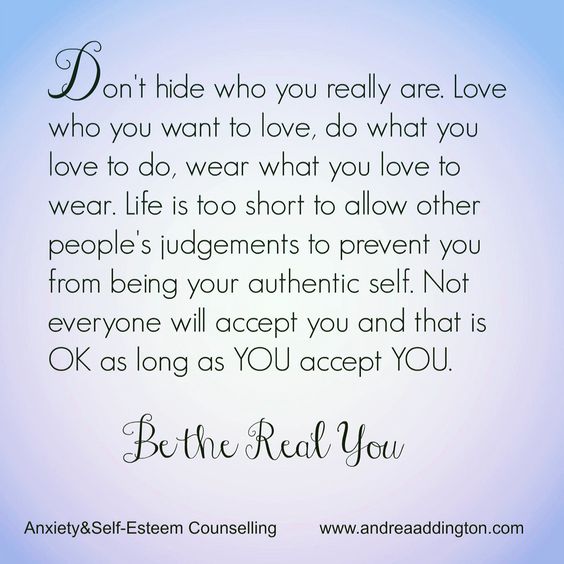 Don't hide who you really are. Love
who you want to love, do what you
love to do, wear what you love to
wear. Life is too short to allow other
people's judgements to prevent you
from being your authentic self. Not
everyone will accept you and that is
OK as long as YOU accept YOU.
Be the Real You
Anxiety&Self-Esteem Counselling www.andreaaddington.com